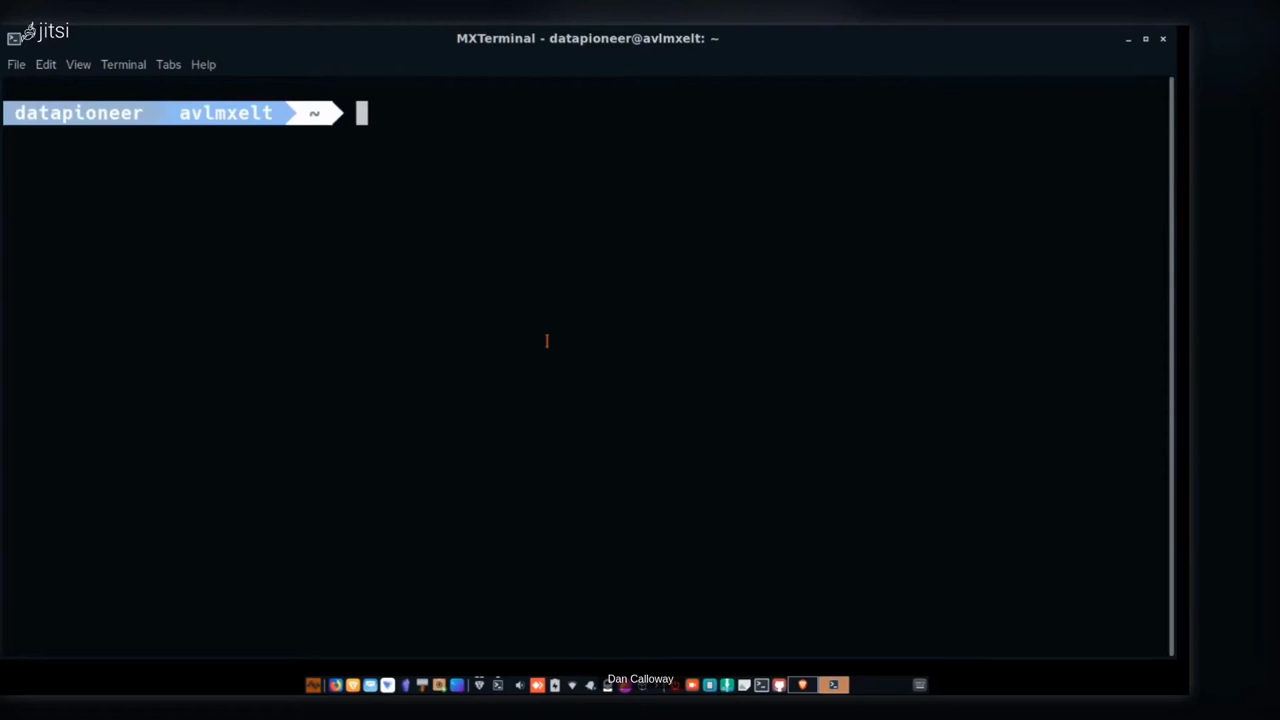 jitsi
MXTerminal - datapioneer@avlmxelt: ~
File Edit View Terminal Tabs Help
datapioneer avlmxelt ~
Dan Calloway